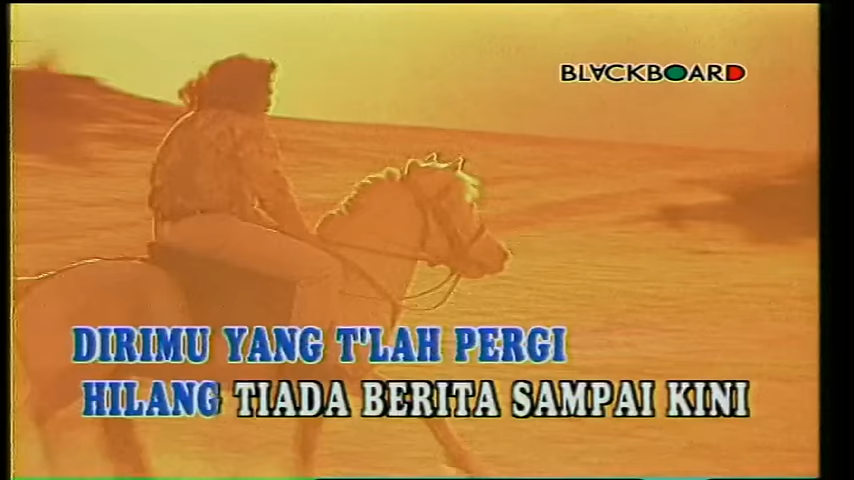 BLACKBOARD
DIRIMU YANG T'LAH PERGI
HILANG TIADA BERITA SAMPAI KINI